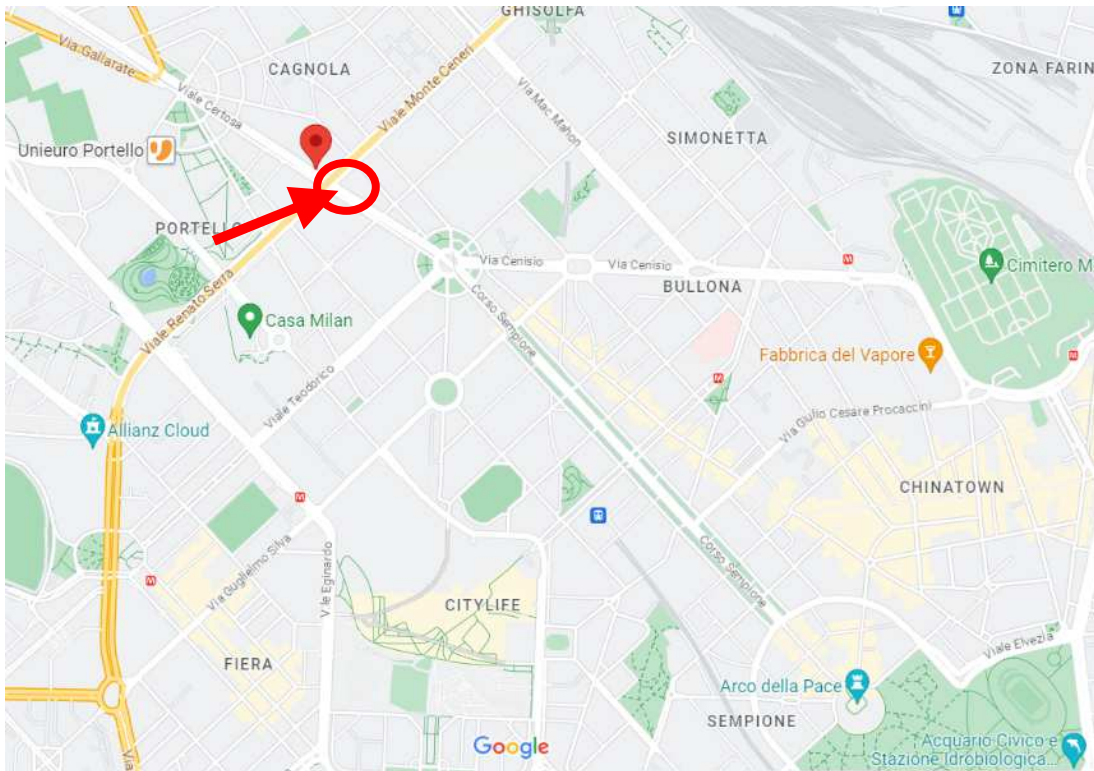 GHISOLFA
Via Gallarate
CAGNOLA
ZONA FARIN
Viale Certosa
Viale Monte Ceneri
Via Mac Mahon
SIMONETTA
Unieuro Portello
PORTELLO
Via Cenisio
Via Cenisio
Cimitero M
BULLONA
Viale Renato Serra
Casa Milan
Corso Sempione
Fabbrica del Vapore
Viale Teodorico
Via Giulio Cesare Procaccini
Allianz Cloud
CHINATOWN
M
M
M
M
M
Via Guglielmo Silva
V.le Eginardo
Corso Sempione
CITYLIFE
FIERA
Viale Elvezia
Arco della Pace
SEMPIONE
Via
Google
Acquario Civico e
Stazione Idrobiologica...